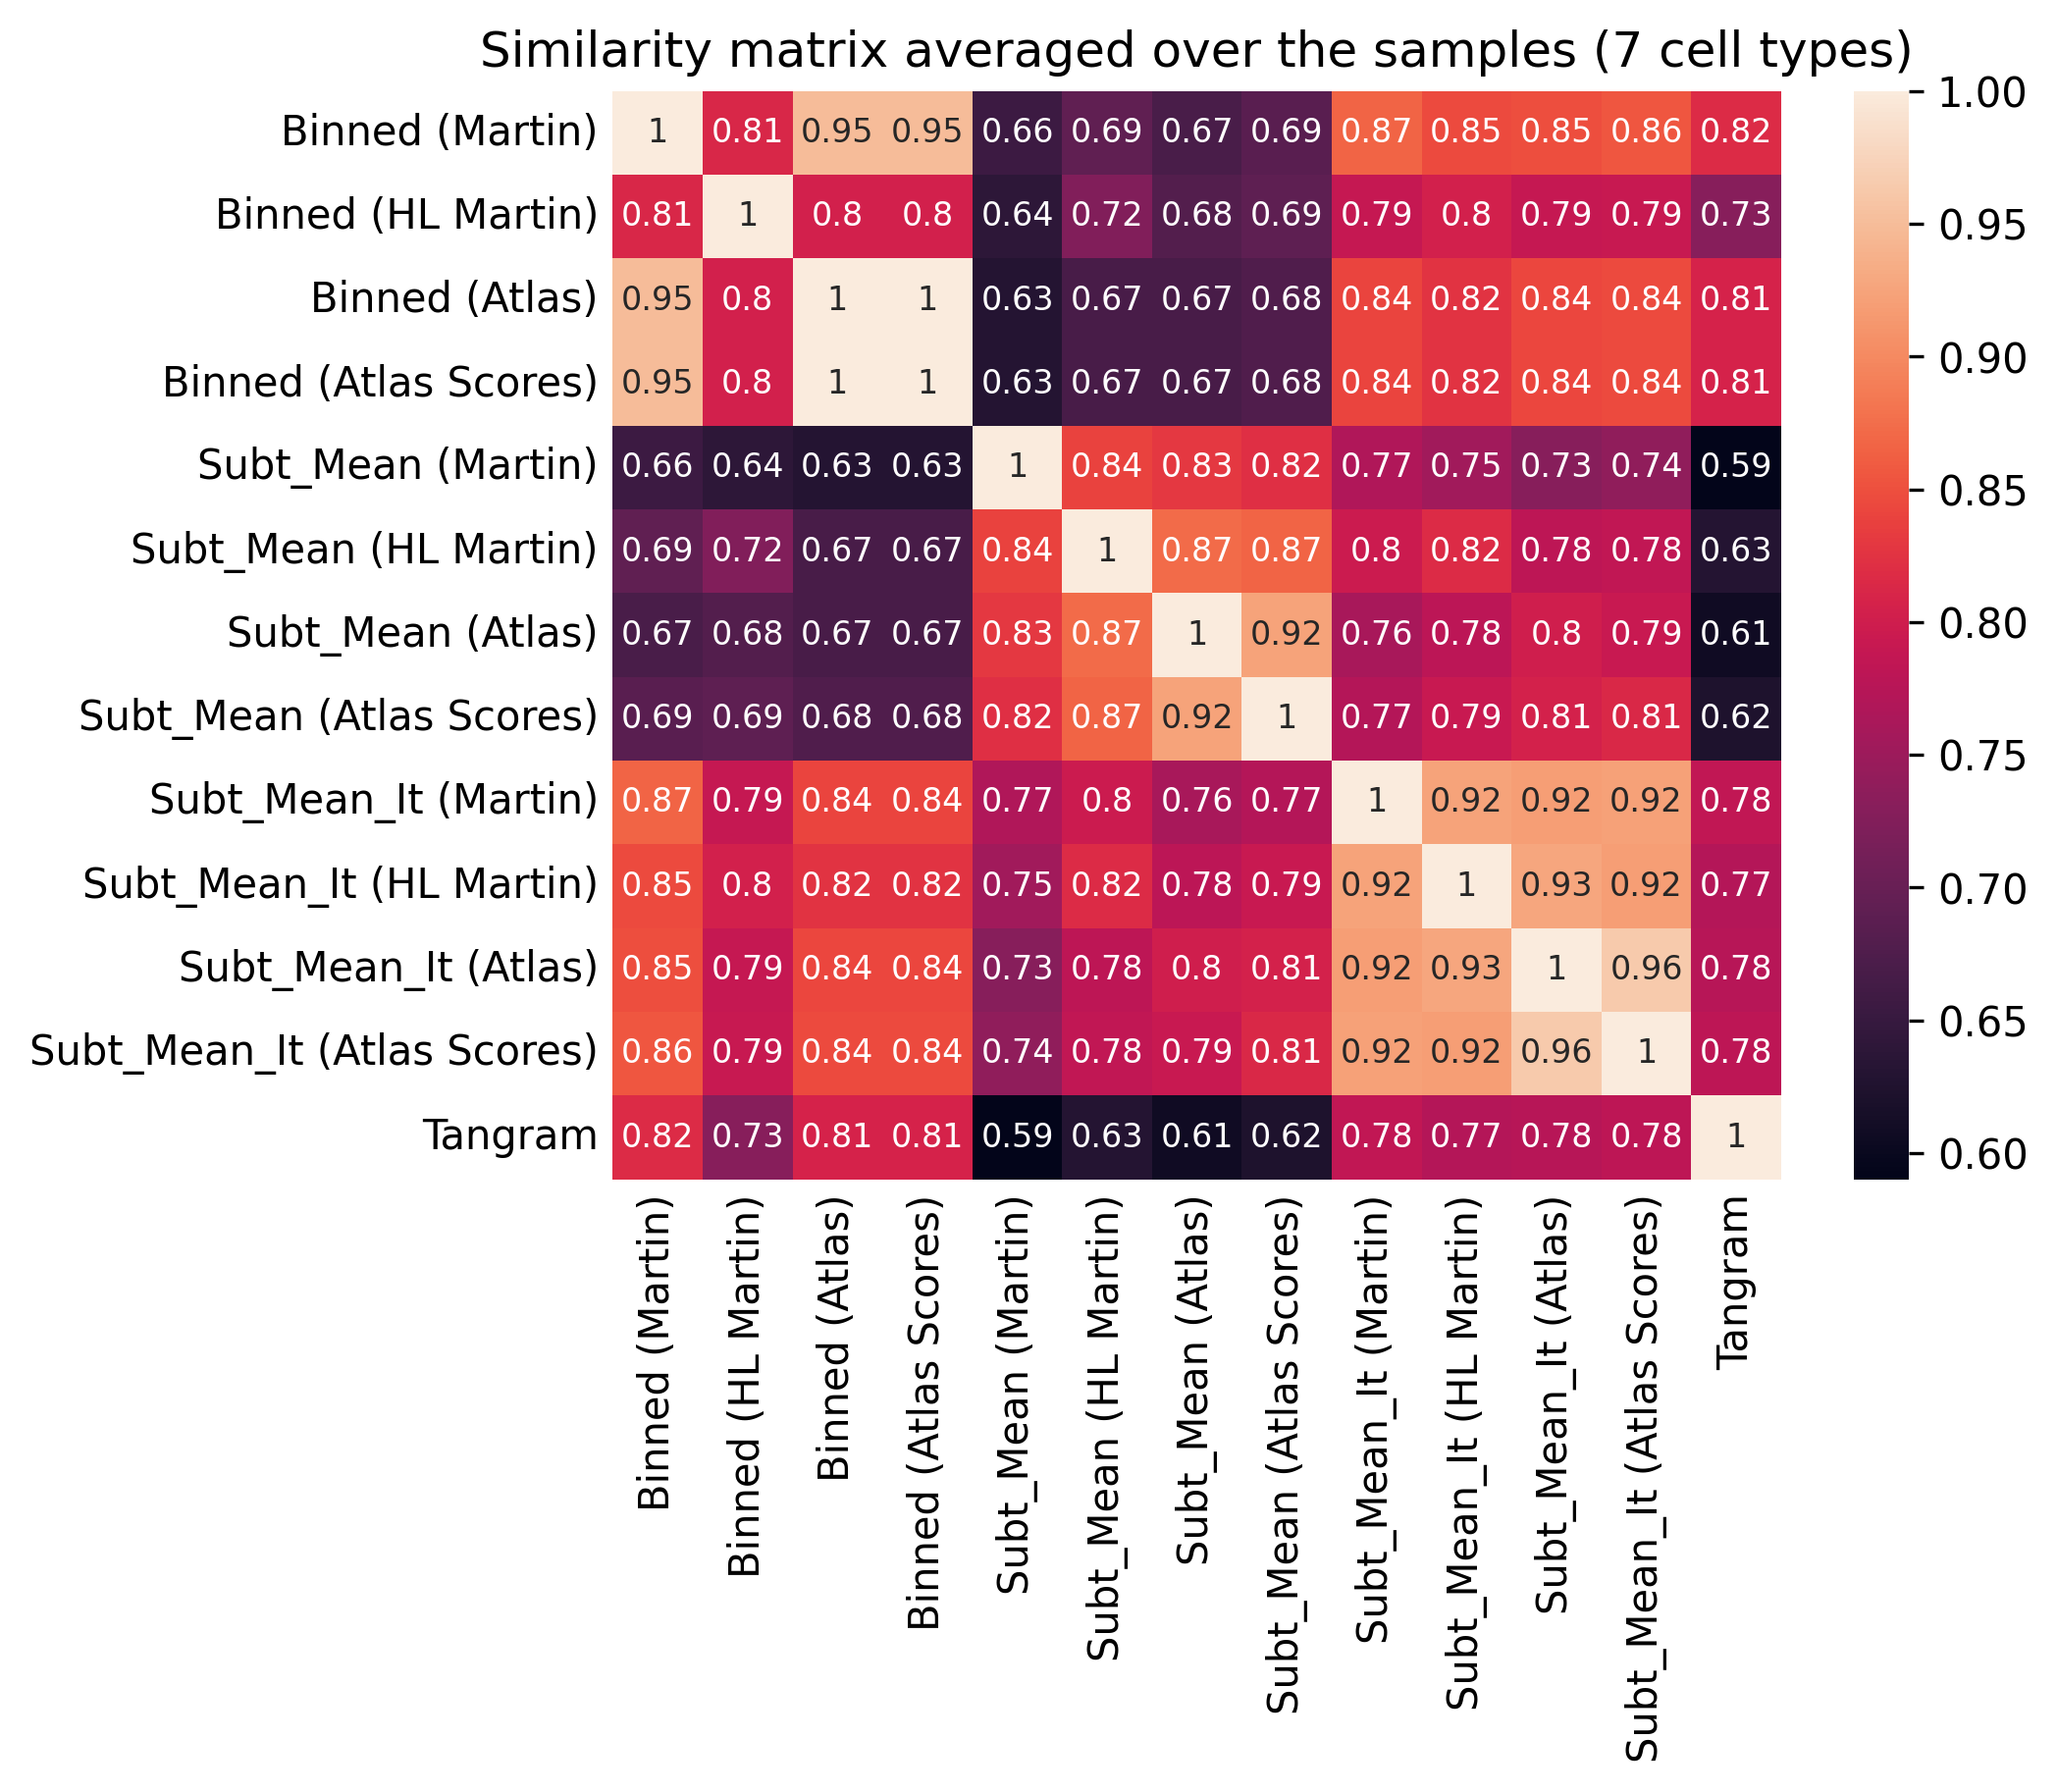 Similarity matrix averaged over the samples (7 cell types)
Binned (Martin) 1 0.81 0.95 0.95 0.66 0.69 0.67 0.69 0.87 0.85 0.85 0.86 0.82
Binned (HL Martin) 0.81 1 0.8 0.8 0.64 0.72 0.68 0.69 0.79 0.8 0.79 0.79 0.73
Binned (Atlas) 0.95 0.8 1 1 0.63 0.67 0.67 0.68 0.84 0.82 0.84 0.84 0.81
Binned (Atlas Scores) 0.95 0.8 1 1 0.63 0.67 0.67 0.68 0.84 0.82 0.84 0.84 0.81
Subt_Mean (Martin) 0.66 0.64 0.63 0.63 1 0.84 0.83 0.82 0.77 0.75 0.73 0.74 0.59
Subt_Mean (HL Martin) 0.69 0.72 0.67 0.67 0.84 1 0.87 0.87 0.8 0.82 0.78 0.78 0.63
Subt_Mean (Atlas) 0.67 0.68 0.67 0.67 0.83 0.87 1 0.92 0.76 0.78 0.8 0.79 0.61
Subt_Mean (Atlas Scores) 0.69 0.69 0.68 0.68 0.82 0.87 0.92 1 0.77 0.79 0.81 0.81 0.62
Subt_Mean_It (Martin) 0.87 0.79 0.84 0.84 0.77 0.8 0.76 0.77 1 0.92 0.92 0.92 0.78
Subt_Mean_It (HL Martin) 0.85 0.8 0.82 0.82 0.75 0.82 0.78 0.79 0.92 1 0.93 0.92 0.77
Subt_Mean_It (Atlas) 0.85 0.79 0.84 0.84 0.73 0.78 0.8 0.81 0.92 0.93 1 0.96 0.78
Subt_Mean_It (Atlas Scores) 0.86 0.79 0.84 0.84 0.74 0.78 0.79 0.81 0.92 0.92 0.96 1 0.78
Tangram 0.82 0.73 0.81 0.81 0.59 0.63 0.61 0.62 0.78 0.77 0.78 0.78 1
Binned (Martin)
Binned (HL Martin)
Binned (Atlas)
Binned (Atlas Scores)
Subt_Mean (Martin)
Subt_Mean (HL Martin)
Subt_Mean (Atlas)
Subt_Mean (Atlas Scores)
Subt_Mean_It (Martin)
Subt_Mean_It (HL Martin)
Subt_Mean_It (Atlas)
Subt_Mean_It (Atlas Scores)
Tangram
1.00
0.95
0.90
0.85
0.80
0.75
0.70
0.65
0.60